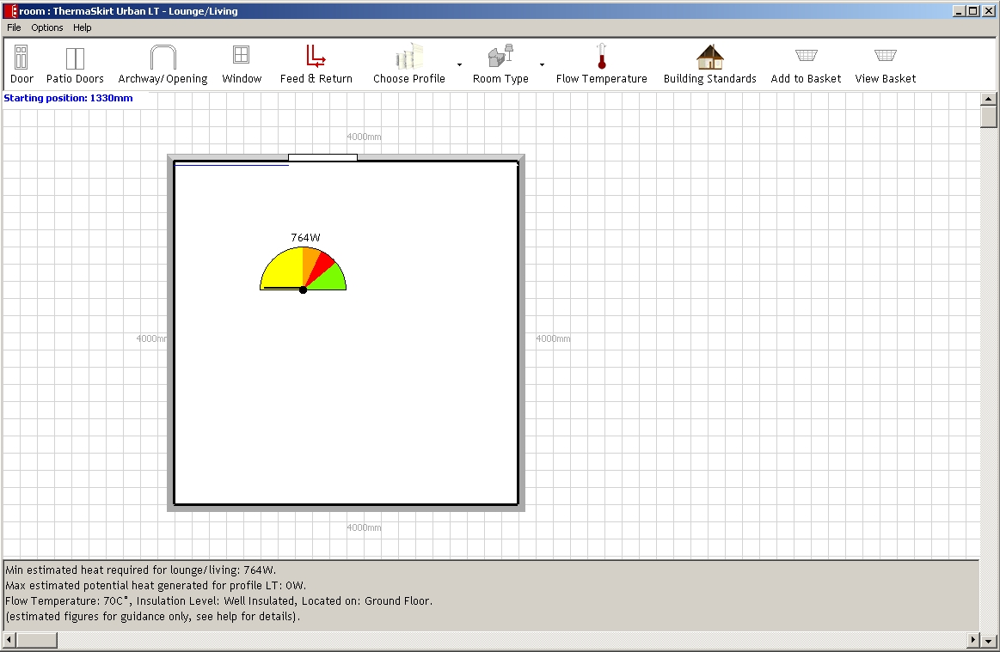 room : ThermaSkirt Urban LT - Lounge/Living
File Options Help
Door Patio Doors Archway/Opening Window Feed & Return Choose Profile Room Type Flow Temperature Building Standards Add to Basket View Basket
Starting position: 1330mm
4000mm
764W
4000mm 4000mm
4000mm
Min estimated heat required for lounge/living: 764W.
Max estimated potential heat generated for profile LT: 0W.
Flow Temperature: 70C°, Insulation Level: Well Insulated, Located on: Ground Floor.
(estimated figures for guidance only, see help for details).